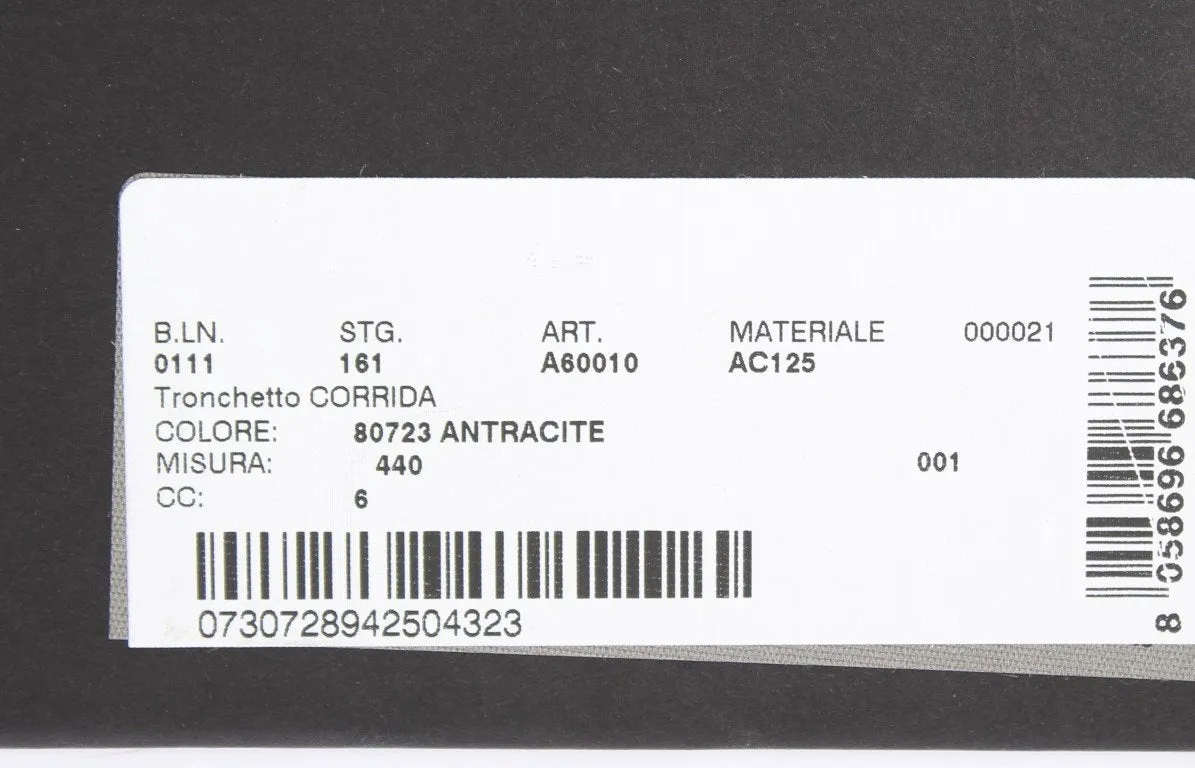 B.LN. STG. ART. MATERIALE 000021
0111 161 A60010 AC125
Tronchetto CORRIDA
COLORE: 80723 ANTRACITE
MISURA: 440 001
CC: 6
0730728942504323
8 058696 686376